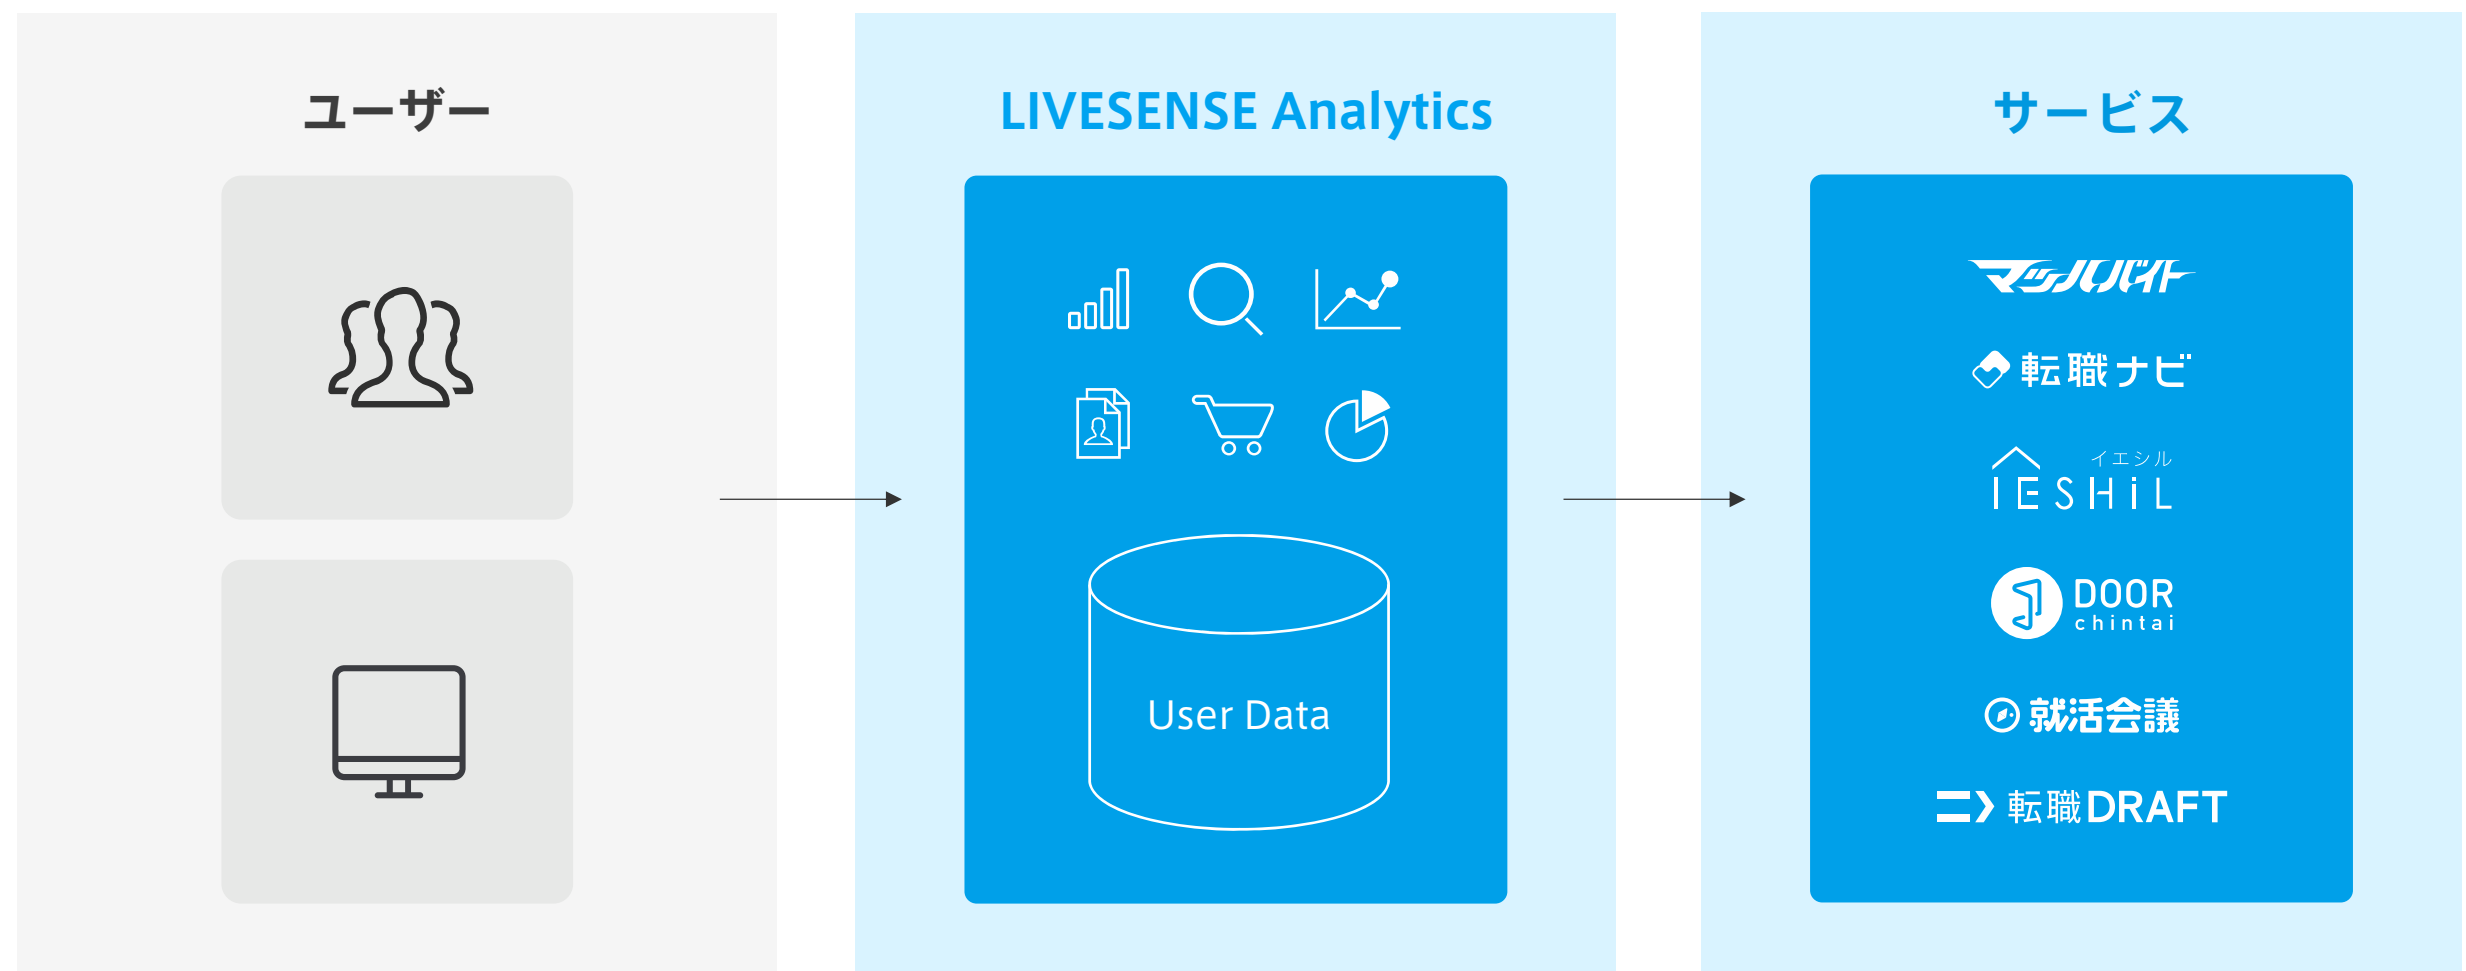 ユーザー
LIVESENSE Analytics
User Data
サービス
マッハバイト
転職ナビ
イエシル
IESHiL
DOOR
chintai
就活会議
転職DRAFT